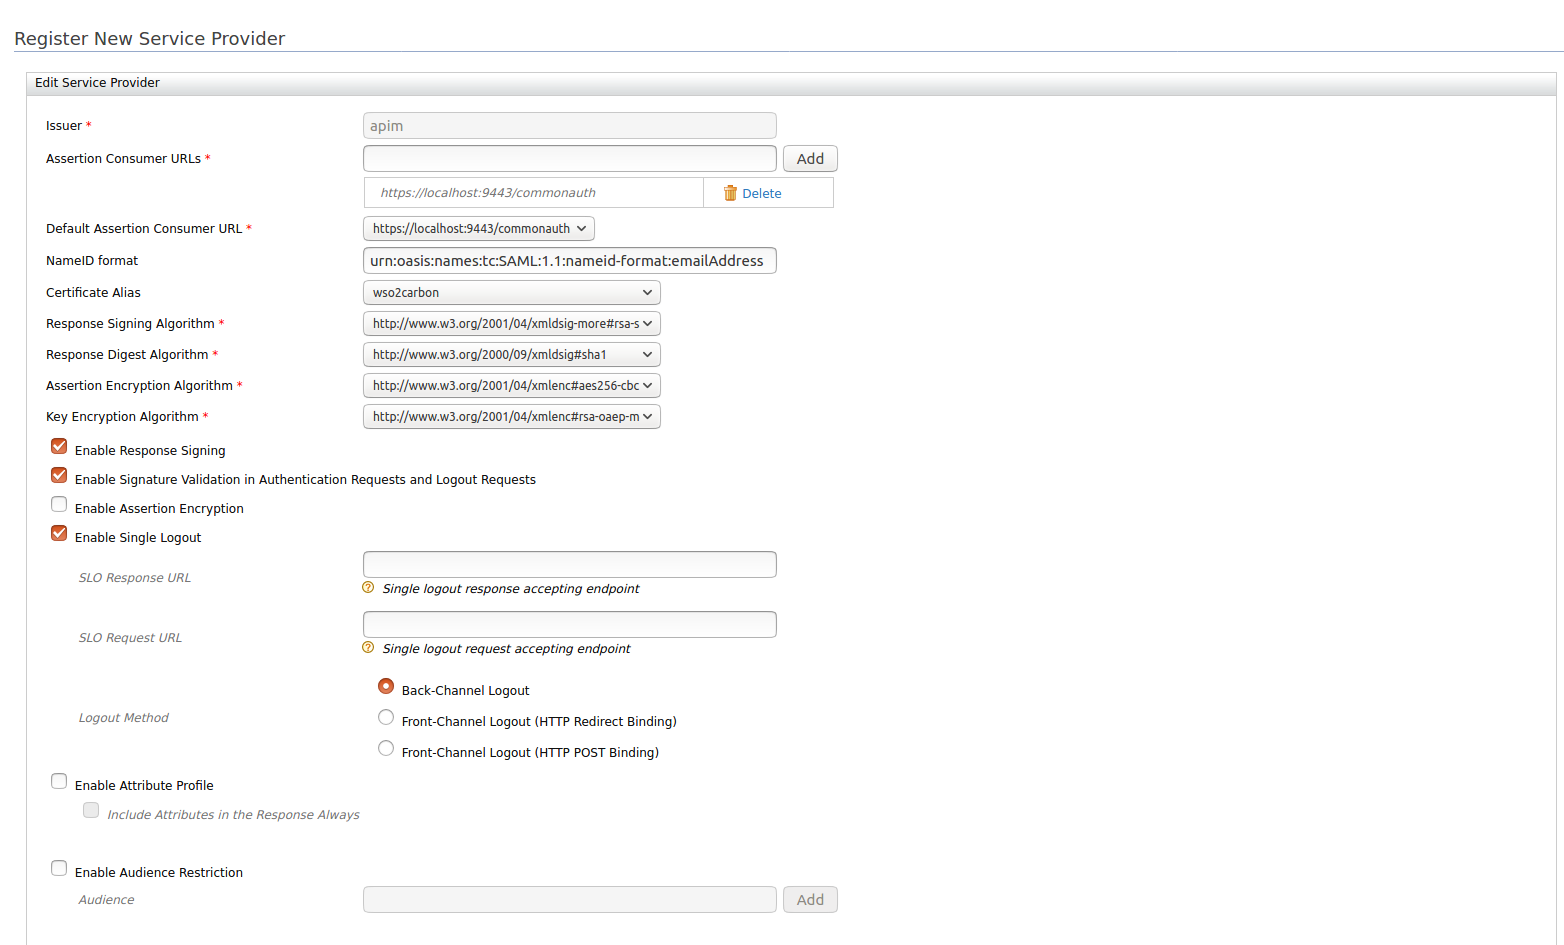 Register New Service Provider
Edit Service Provider
Issuer * apim
Assertion Consumer URLs * Add
https://localhost:9443/commonauth Delete
Default Assertion Consumer URL * https://localhost:9443/commonauth
NameID format urn:oasis:names:tc:SAML:1.1:nameid-format:emailAddress
Certificate Alias wso2carbon
Response Signing Algorithm * http://www.w3.org/2001/04/xmldsig-more#rsa-s
Response Digest Algorithm * http://www.w3.org/2000/09/xmldsig#sha1
Assertion Encryption Algorithm * http://www.w3.org/2001/04/xmlenc#aes256-cbc
Key Encryption Algorithm * http://www.w3.org/2001/04/xmlenc#rsa-oaep-m
Enable Response Signing
Enable Signature Validation in Authentication Requests and Logout Requests
Enable Assertion Encryption
Enable Single Logout
SLO Response URL
? Single logout response accepting endpoint
SLO Request URL
? Single logout request accepting endpoint
Back-Channel Logout
Logout Method
Front-Channel Logout (HTTP Redirect Binding)
Front-Channel Logout (HTTP POST Binding)
Enable Attribute Profile
Include Attributes in the Response Always
Enable Audience Restriction
Audience Add